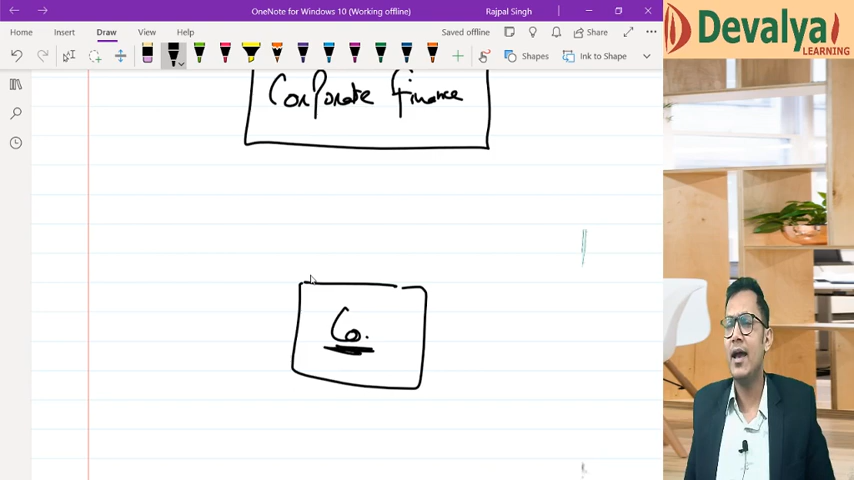 OneNote for Windows 10 (Working offline)
Rajpal Singh
Home Insert Draw View Help
Saved offline
Share
Shapes
Ink to Shape
Devalya
LEARNING
Corporate Finance
Co.